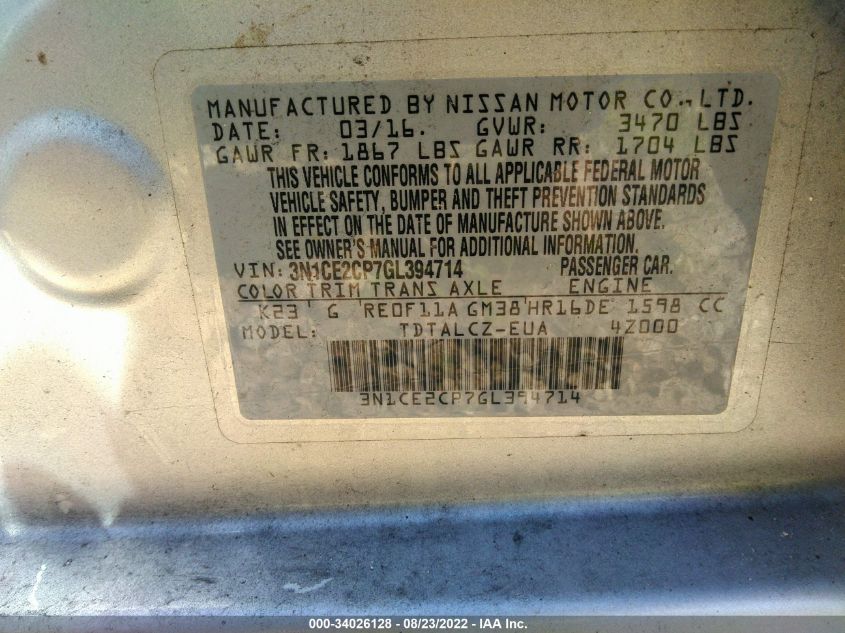 MANUFACTURED BY NISSAN MOTOR CO., LTD.
DATE: 03/16. GVWR: 3470 LBS
GAWR FR: 1867 LBS GAWR RR: 1704 LBS
THIS VEHICLE CONFORMS TO ALL APPLICABLE FEDERAL MOTOR
VEHICLE SAFETY, BUMPER AND THEFT PREVENTION STANDARDS
IN EFFECT ON THE DATE OF MANUFACTURE SHOWN ABOVE.
SEE OWNER'S MANUAL FOR ADDITIONAL INFORMATION.
VIN: 3N1CE2CP7GL394714 PASSENGER CAR.
COLOR TRIM TRANS AXLE ENGINE
K23 G RE0F11A GM38 HR16DE 1598 CC
MODEL: TDTALCZ-EUA 4Z000
3N1CE2CP7GL394714
000-34026128 - 08/23/2022 - IAA Inc.